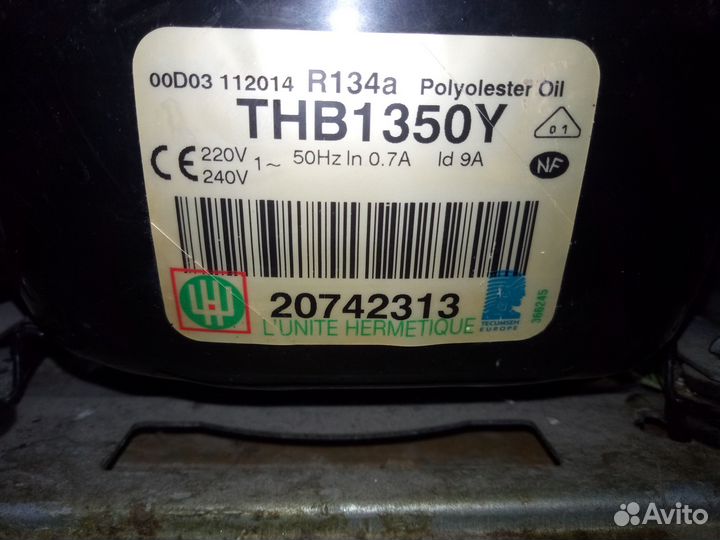 00D03 112014 R134a Polyolester Oil
THB1350Y
01
CE 220V 240V 1~ 50Hz In 0.7A Id 9A
NF
20742313
L'UNITE HERMETIQUE
TECUMSEH
EUROPE
366245
Avito